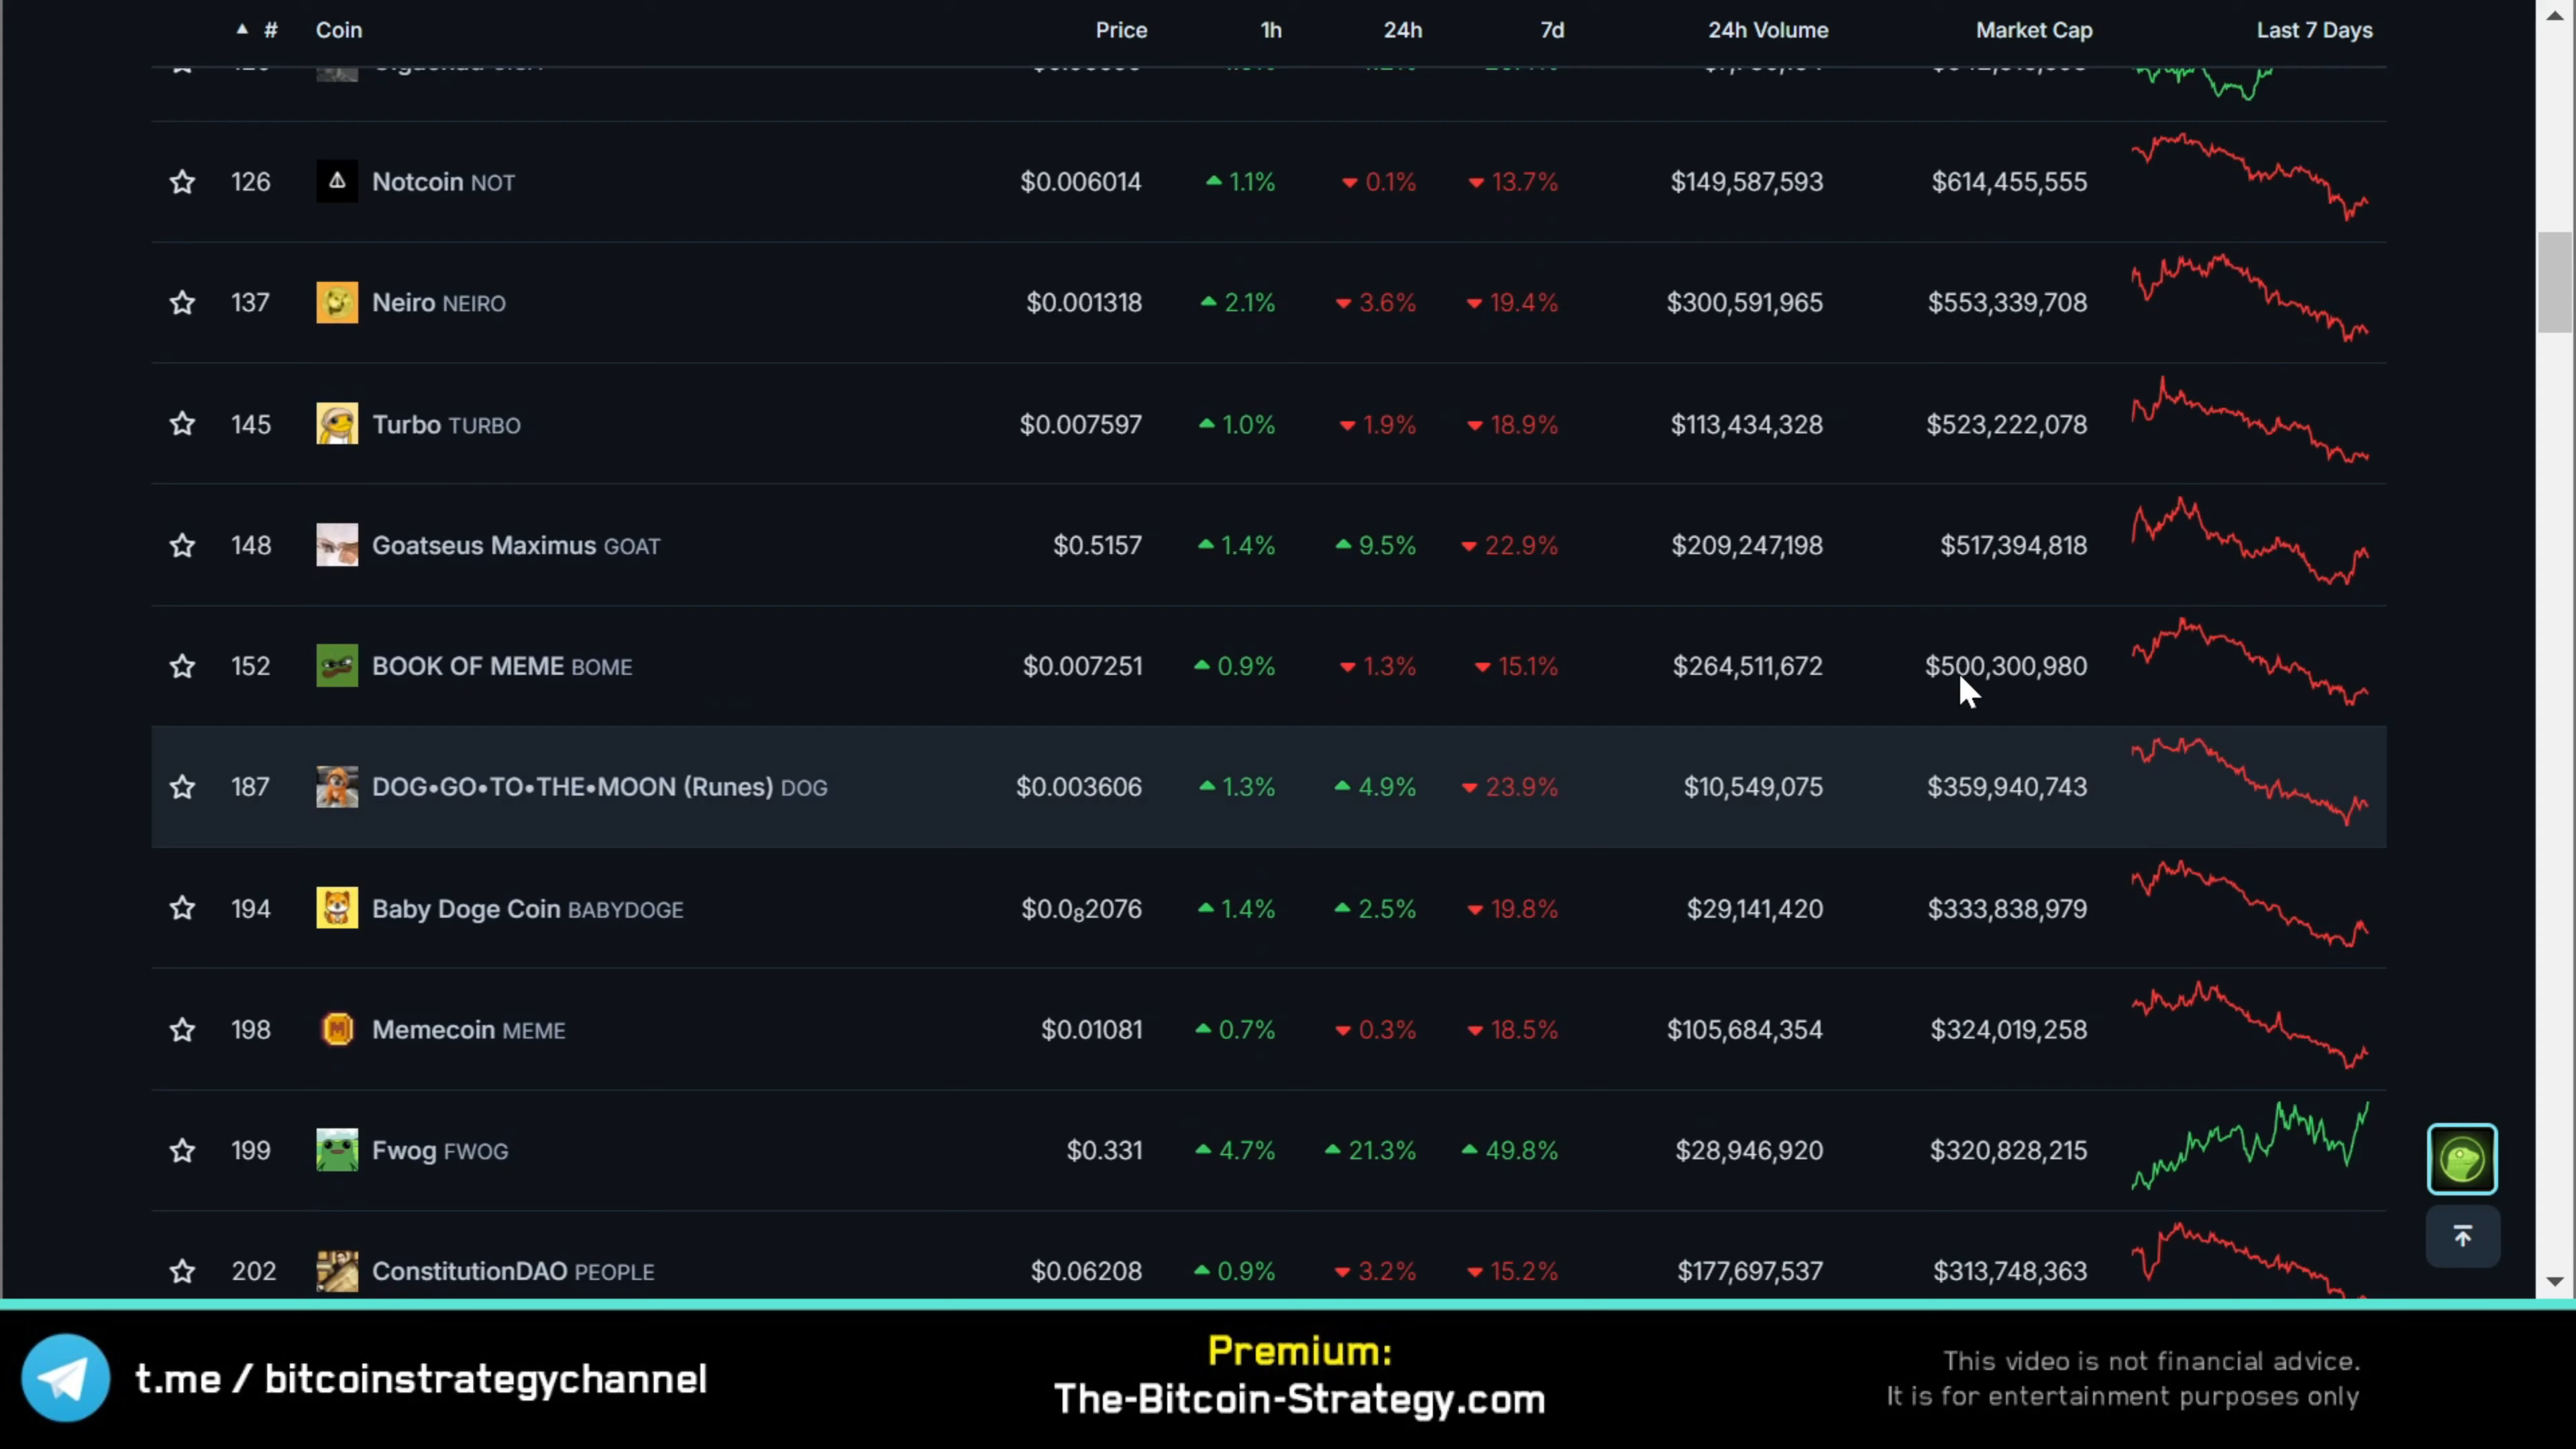 ▲ # Coin Price 1h 24h 7d 24h Volume Market Cap Last 7 Days
126 Notcoin NOT $0.006014 ▲ 1.1% ▼ 0.1% ▼ 13.7% $149,587,593 $614,455,555
137 Neiro NEIRO $0.001318 ▲ 2.1% ▼ 3.6% ▼ 19.4% $300,591,965 $553,339,708
145 Turbo TURBO $0.007597 ▲ 1.0% ▼ 1.9% ▼ 18.9% $113,434,328 $523,222,078
148 Goatseus Maximus GOAT $0.5157 ▲ 1.4% ▲ 9.5% ▼ 22.9% $209,247,198 $517,394,818
152 BOOK OF MEME BOME $0.007251 ▲ 0.9% ▼ 1.3% ▼ 15.1% $264,511,672 $500,300,980
187 DOG•GO•TO•THE•MOON (Runes) DOG $0.003606 ▲ 1.3% ▲ 4.9% ▼ 23.9% $10,549,075 $359,940,743
194 Baby Doge Coin BABYDOGE $0.0₈2076 ▲ 1.4% ▲ 2.5% ▼ 19.8% $29,141,420 $333,838,979
198 Memecoin MEME $0.01081 ▲ 0.7% ▼ 0.3% ▼ 18.5% $105,684,354 $324,019,258
199 Fwog FWOG $0.331 ▲ 4.7% ▲ 21.3% ▲ 49.8% $28,946,920 $320,828,215
202 ConstitutionDAO PEOPLE $0.06208 ▲ 0.9% ▼ 3.2% ▼ 15.2% $177,697,537 $313,748,363
t.me / bitcoinstrategychannel
Premium:
The-Bitcoin-Strategy.com
This video is not financial advice.
It is for entertainment purposes only